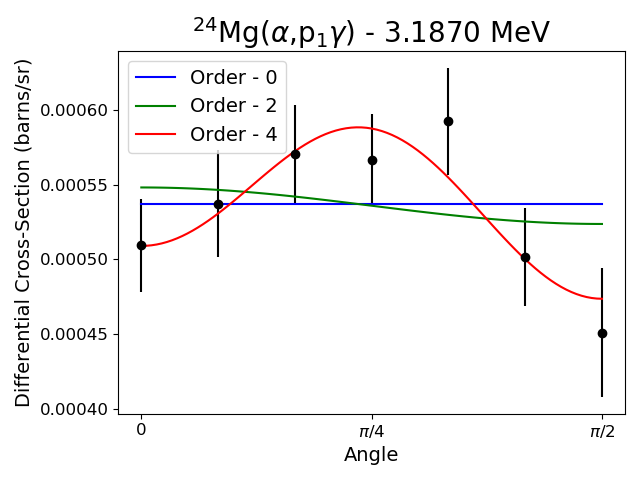 ²⁴Mg(α,p₁γ) - 3.1870 MeV
Order - 0
Order - 2
Order - 4
Differential Cross-Section (barns/sr)
0.00060
0.00055
0.00050
0.00045
0.00040
0
π/4
π/2
Angle